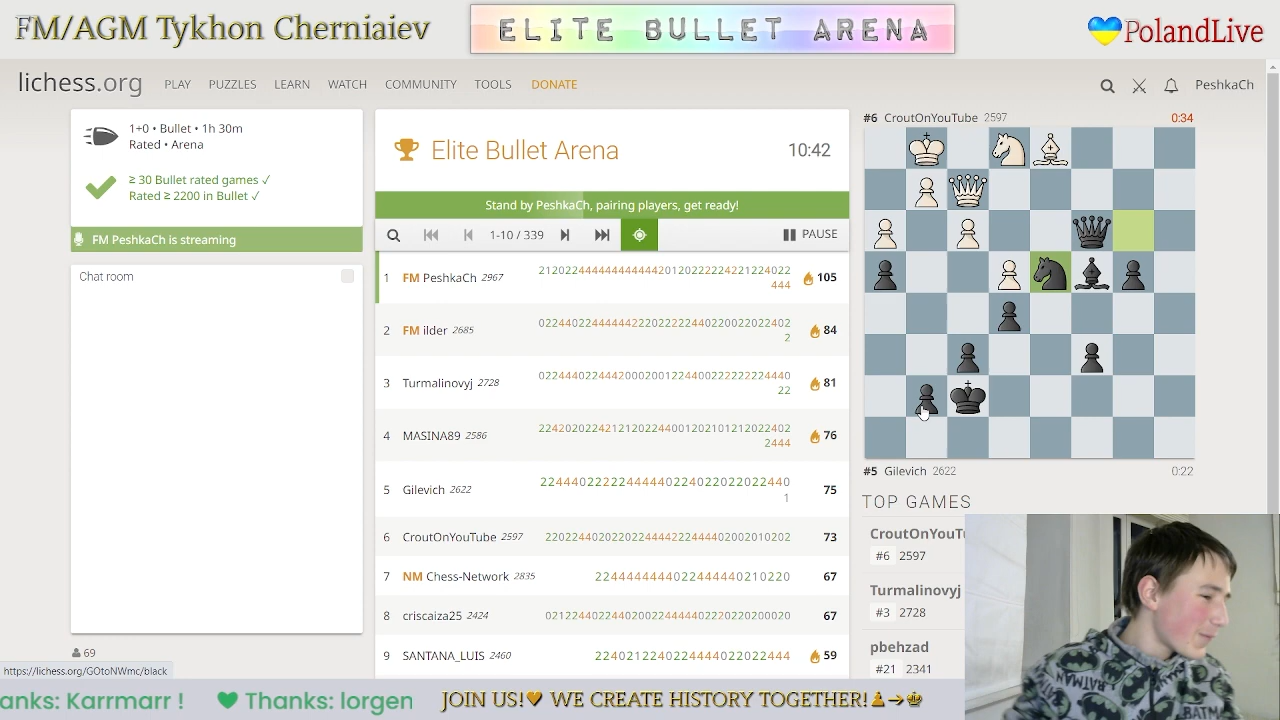 FM/AGM Tykhon Cherniaiev
ELITE BULLET ARENA
PolandLive
lichess.org
PLAY PUZZLES LEARN WATCH COMMUNITY TOOLS DONATE
PeshkaCh
1+0 • Bullet • 1h 30m
Rated • Arena
≥ 30 Bullet rated games ✓
Rated ≥ 2200 in Bullet ✓
FM PeshkaCh is streaming
Chat room
69
Elite Bullet Arena
10:42
Stand by PeshkaCh, pairing players, get ready!
1-10 / 339
PAUSE
1 FM PeshkaCh 2967
105
2 FM ilder 2685
84
3 Turmalinovyj 2728
81
4 MASINA89 2586
76
5 Gilevich 2622
75
6 CroutOnYouTube 2597
73
7 NM Chess-Network 2835
67
8 criscaiza25 2424
67
9 SANTANA_LUIS 2460
59
#6 CroutOnYouTube 2597 0:34
#5 Gilevich 2622 0:22
TOP GAMES
CroutOnYouTu
#6 2597
Turmalinovyj
#3 2728
pbehzad
#21 2341
https://lichess.org/GOtoNWmc/black
anks: Karrmarr ! Thanks: lorgen
JOIN US! WE CREATE HISTORY TOGETHER!
BATMAN